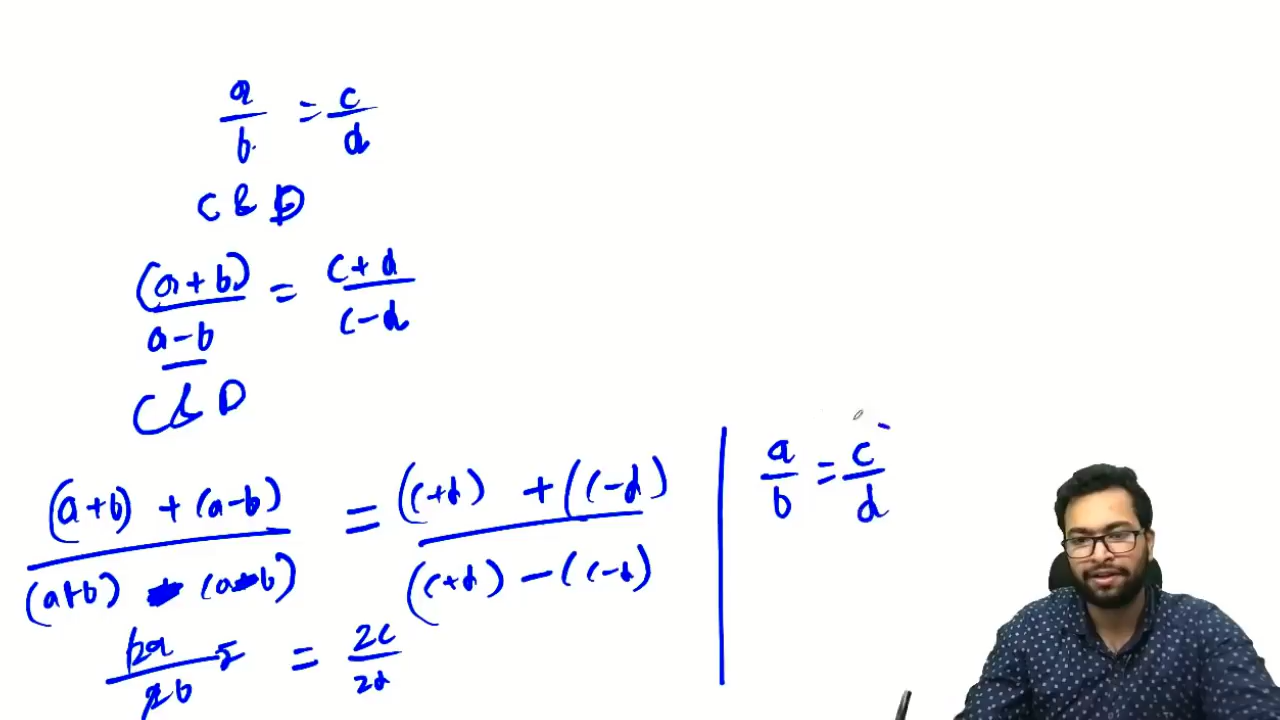 a/b = c/d
C & D
(a+b)/(a-b) = (c+d)/(c-d)
C & D
((a+b) + (a-b))/((a+b) - (a-b)) = ((c+d) + (c-d))/((c+d) - (c-d))
2a/2b = 2c/2d
a/b = c/d